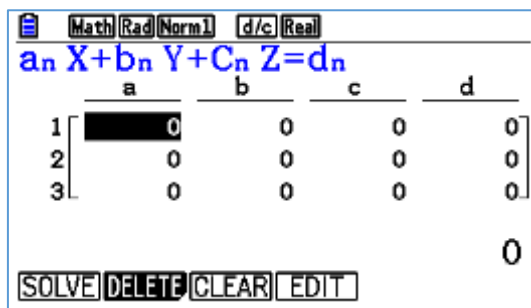 Math Rad Norm1 d/c Real
an X+bn Y+Cn Z=dn
a b c d
1 0 0 0 0
2 0 0 0 0
3 0 0 0 0
0
SOLVE DELETE CLEAR EDIT